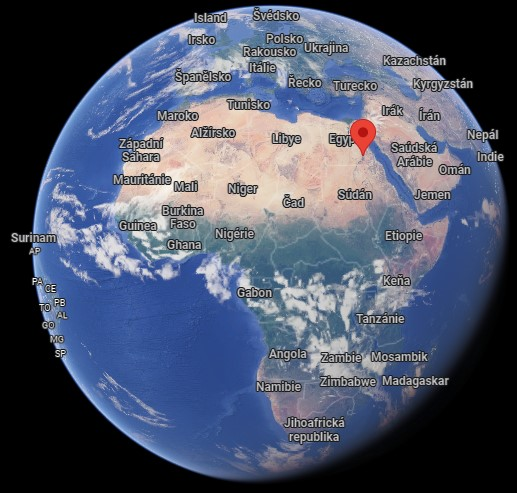 Island
Švédsko
Irsko
Polsko
Rakousko
Ukrajina
Itálie
Kazachstán
Španělsko
Řecko
Turecko
Kyrgyzstán
Tunisko
Maroko
Irák
Írán
Alžírsko
Libye
Egyp
Nepál
Západní
Sahara
Saúdská
Arábie
Indie
Omán
Mauritánie
Mali
Niger
Súdán
Jemen
Čad
Burkina
Faso
Guinea
Nigérie
Etiopie
Surinam
Ghana
AP
PA
CE
Keňa
Gabon
TO
PB
AL
Tanzánie
GO
MG
SP
Angola
Zambie
Mosambik
Namibie
Zimbabwe
Madagaskar
Jihoafrická
republika